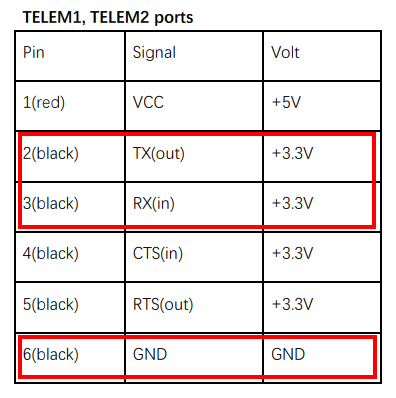 TELEM1, TELEM2 ports
Pin Signal Volt
1(red) VCC +5V
2(black) TX(out) +3.3V
3(black) RX(in) +3.3V
4(black) CTS(in) +3.3V
5(black) RTS(out) +3.3V
6(black) GND GND